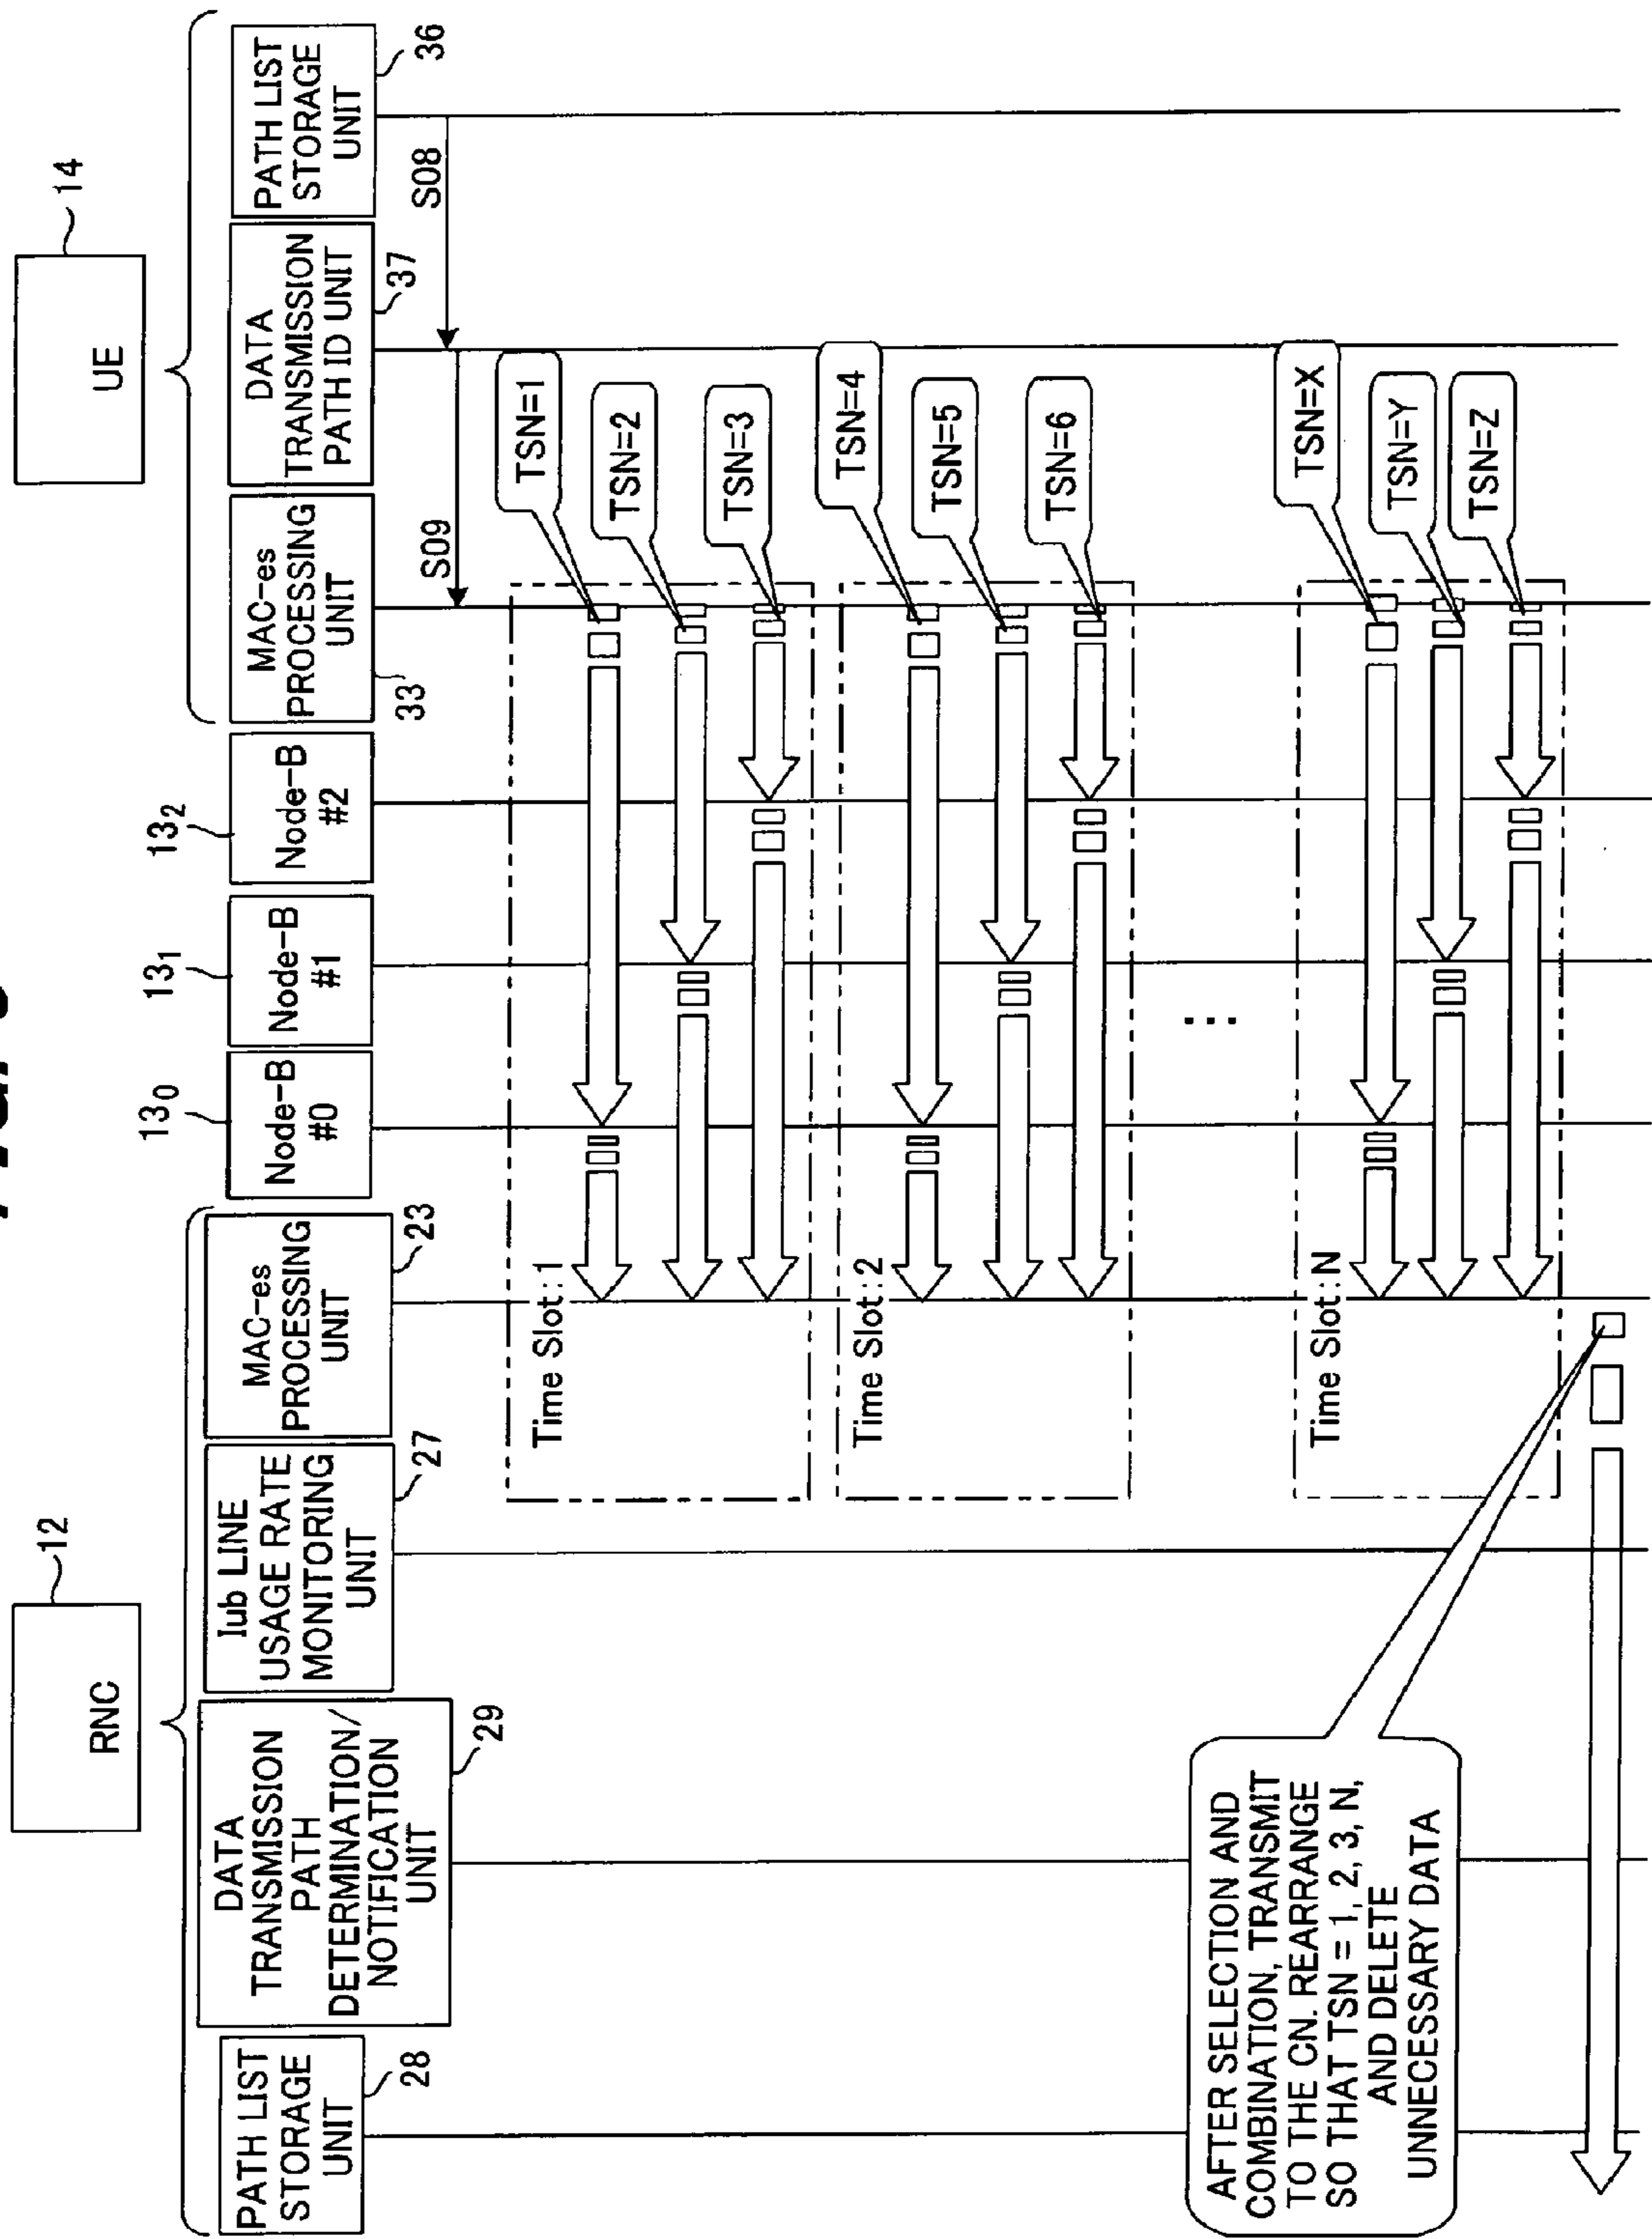 RNC
12
UE
14
PATH LIST
STORAGE
UNIT
28
DATA
TRANSMISSION
PATH
DETERMINATION/
NOTIFICATION
UNIT
29
Iub LINE
USAGE RATE
MONITORING
UNIT
27
MAC-es
PROCESSING
UNIT
23
Node-B
#0
130
Node-B
#1
131
Node-B
#2
132
MAC-es
PROCESSING
UNIT
33
DATA
TRANSMISSION
PATH ID UNIT
37
PATH LIST
STORAGE
UNIT
36
S08
S09
Time Slot:1
TSN=1
TSN=2
TSN=3
Time Slot:2
TSN=4
TSN=5
TSN=6
...
Time Slot:N
TSN=X
TSN=Y
TSN=Z
AFTER SELECTION AND
COMBINATION, TRANSMIT
TO THE CN. REARRANGE
SO THAT TSN = 1, 2, 3, N,
AND DELETE
UNNECESSARY DATA